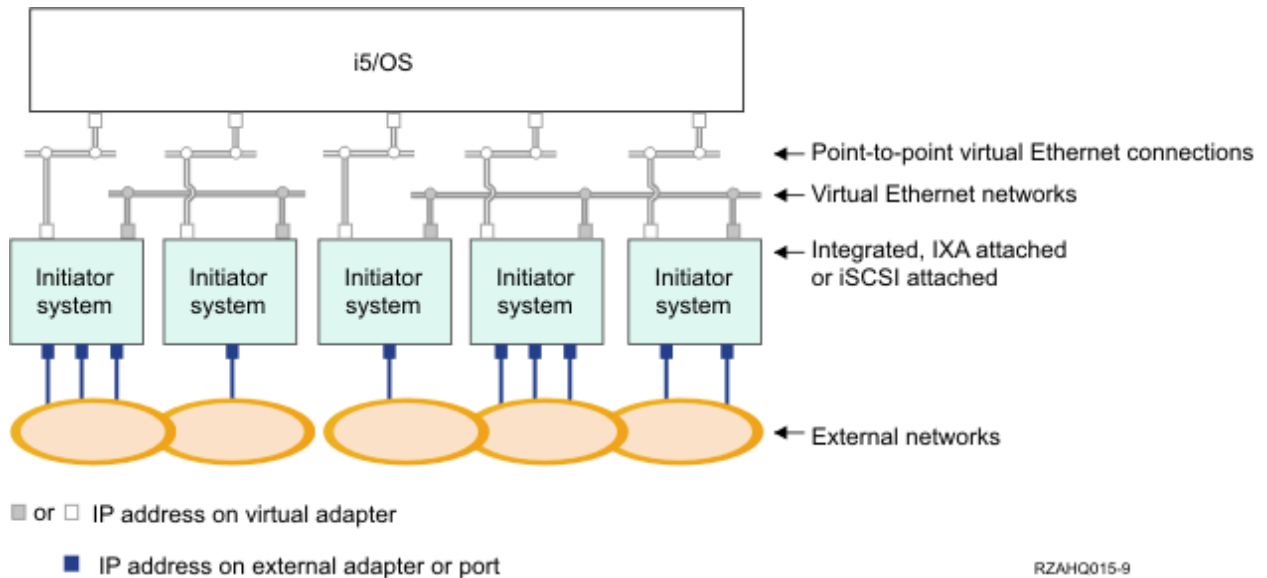 i5/OS
Point-to-point virtual Ethernet connections
Virtual Ethernet networks
Integrated, IXA attached
or iSCSI attached
Initiator
system
Initiator
system
Initiator
system
Initiator
system
Initiator
system
External networks
or IP address on virtual adapter
IP address on external adapter or port
RZAHQ015-9